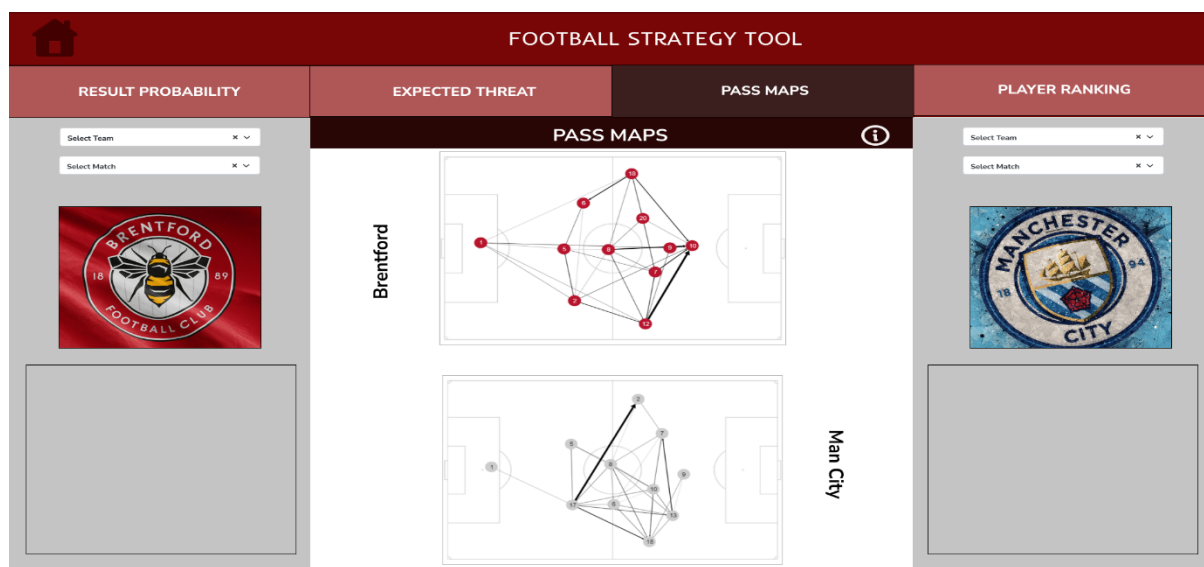 FOOTBALL STRATEGY TOOL
RESULT PROBABILITY
EXPECTED THREAT
PASS MAPS
PLAYER RANKING
Select Team
Select Match
BRENTFORD
18 89
FOOTBALL CLUB
PASS MAPS
Brentford
18
6
20
1
5
8
9
10
7
2
12
2
7
5
6
1
9
10
17
13
18
Man City
Select Team
Select Match
MANCHESTER
18 94
CITY